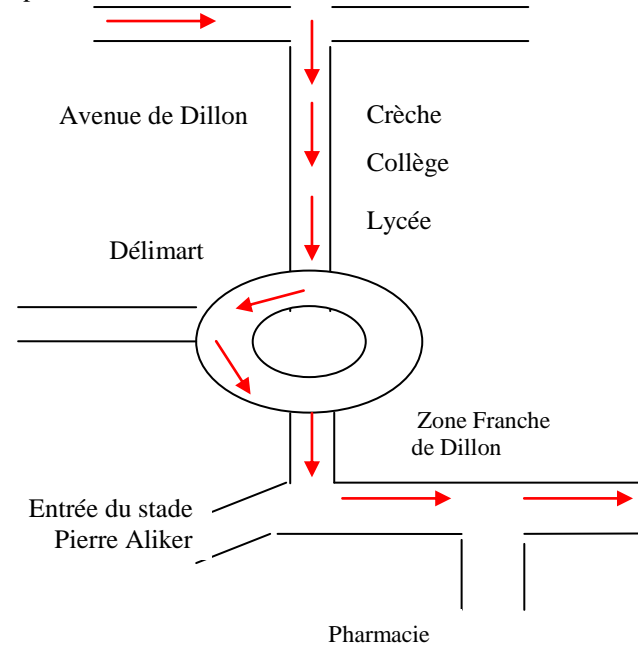 Avenue de Dillon
Crèche
Collège
Lycée
Délimart
Zone Franche
de Dillon
Entrée du stade
Pierre Aliker
Pharmacie